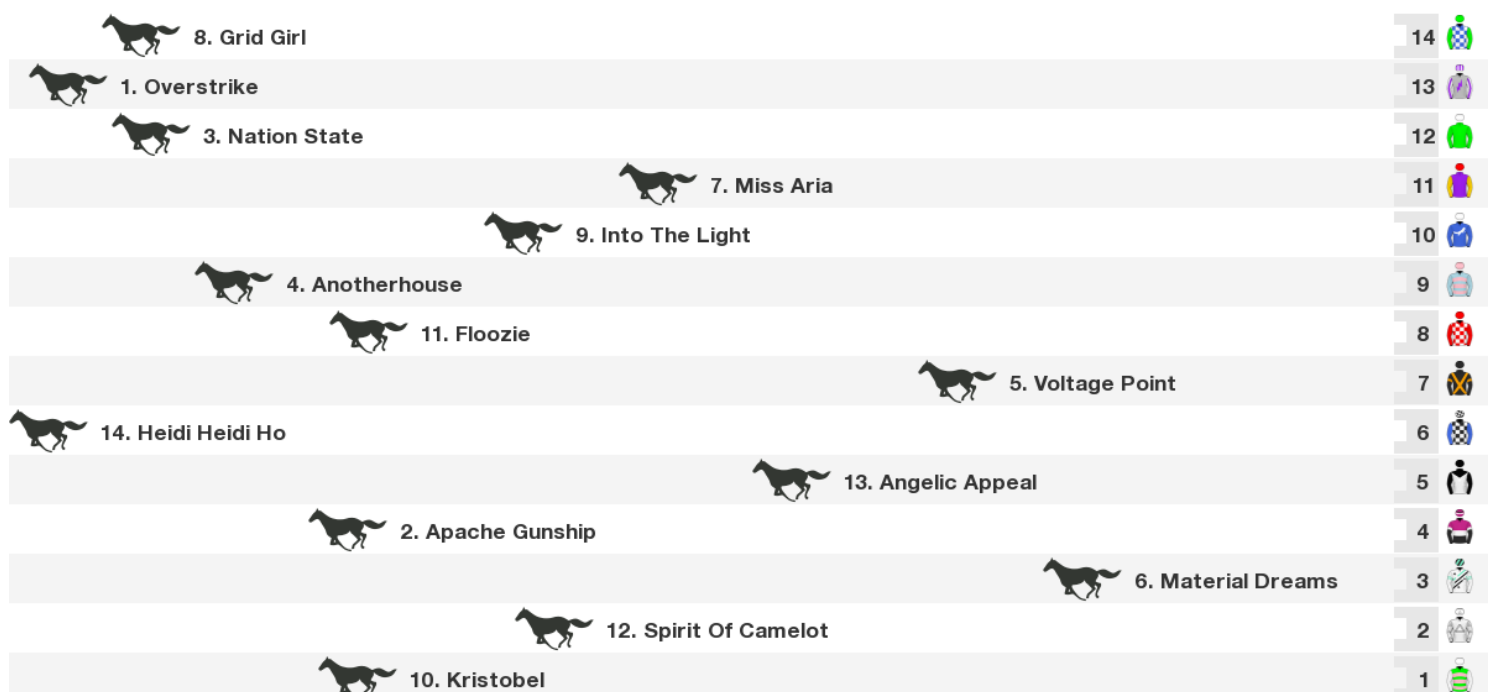 8. Grid Girl 14
1. Overstrike 13
3. Nation State 12
7. Miss Aria 11
9. Into The Light 10
4. Anotherhouse 9
11. Floozie 8
5. Voltage Point 7
14. Heidi Heidi Ho 6
13. Angelic Appeal 5
2. Apache Gunship 4
6. Material Dreams 3
12. Spirit Of Camelot 2
10. Kristobel 1